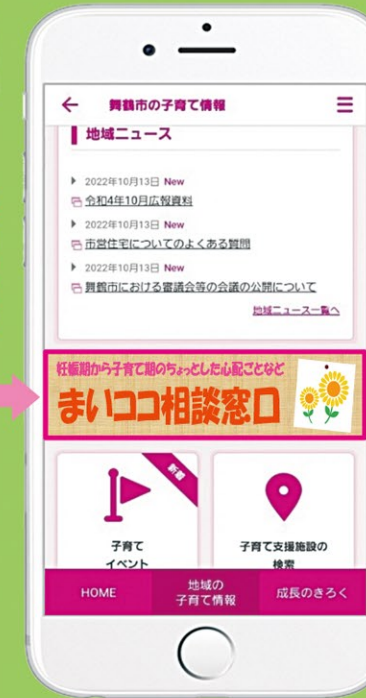 舞鶴市の子育て情報
地域ニュース
2022年10月13日 New
令和4年10月広報資料
2022年10月13日 New
市営住宅についてのよくある質問
2022年10月13日 New
舞鶴市における審議会等の会議の公開について
地域ニュース一覧へ
妊娠期から子育て期のちょっとした心配ごとなど
まいココ相談窓口
新着
子育て
イベント
子育て支援施設の
検索
HOME
地域の
子育て情報
成長のきろく